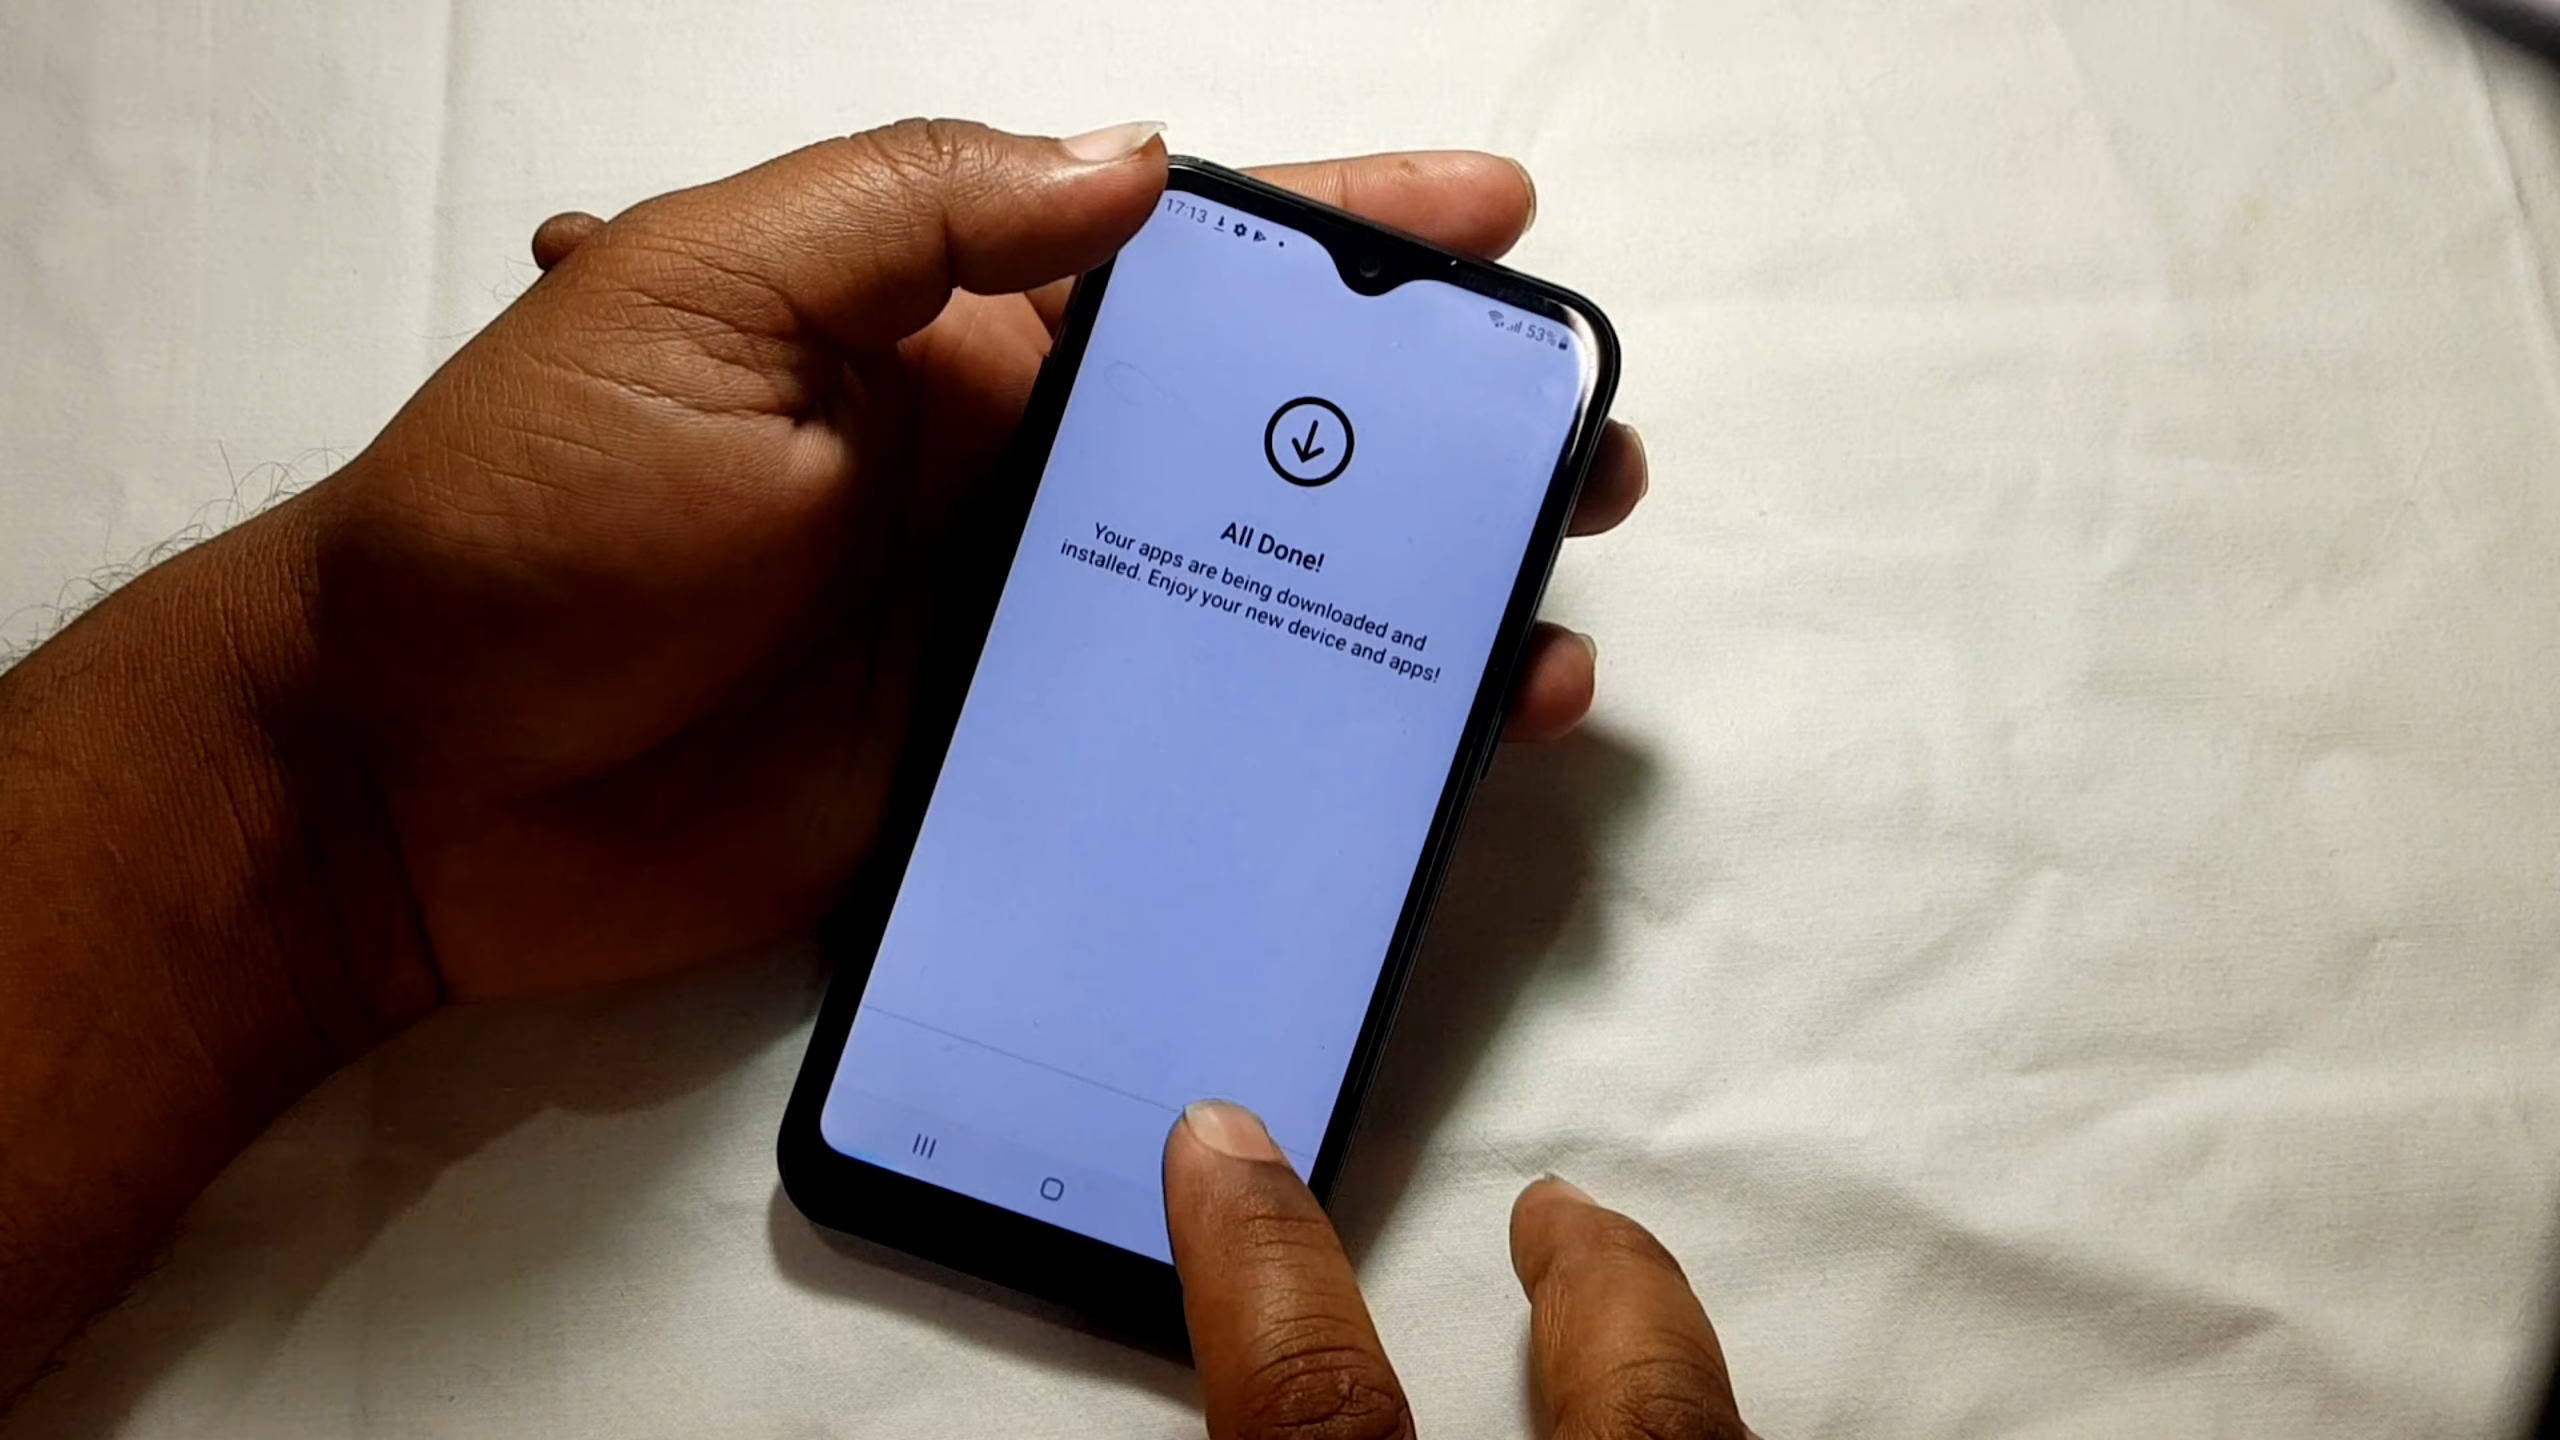 17:13
53%
All Done!
Your apps are being downloaded and
installed. Enjoy your new device and apps!